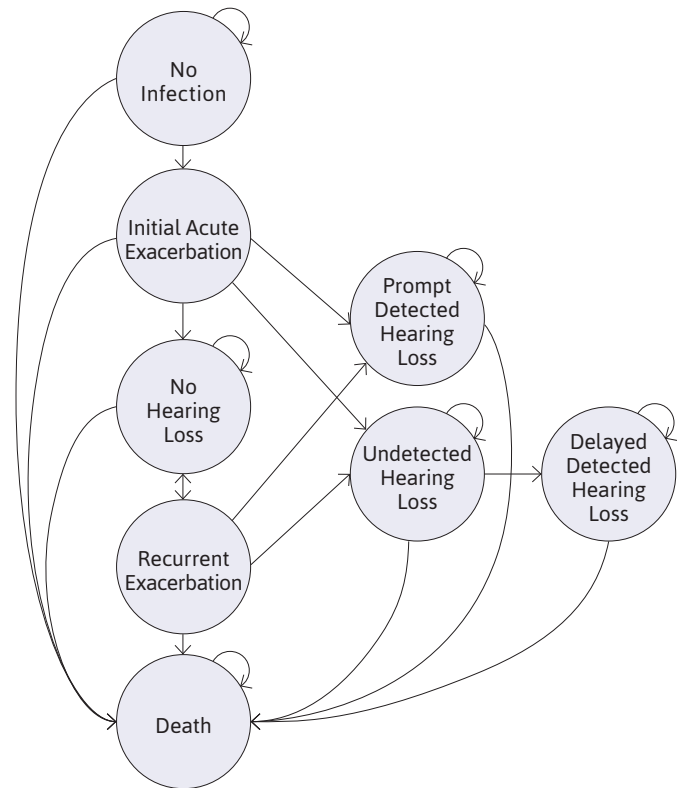 No
Infection
Initial Acute
Exacerbation
Prompt
Detected
Hearing
Loss
No
Hearing
Loss
Undetected
Hearing
Loss
Delayed
Detected
Hearing
Loss
Recurrent
Exacerbation
Death